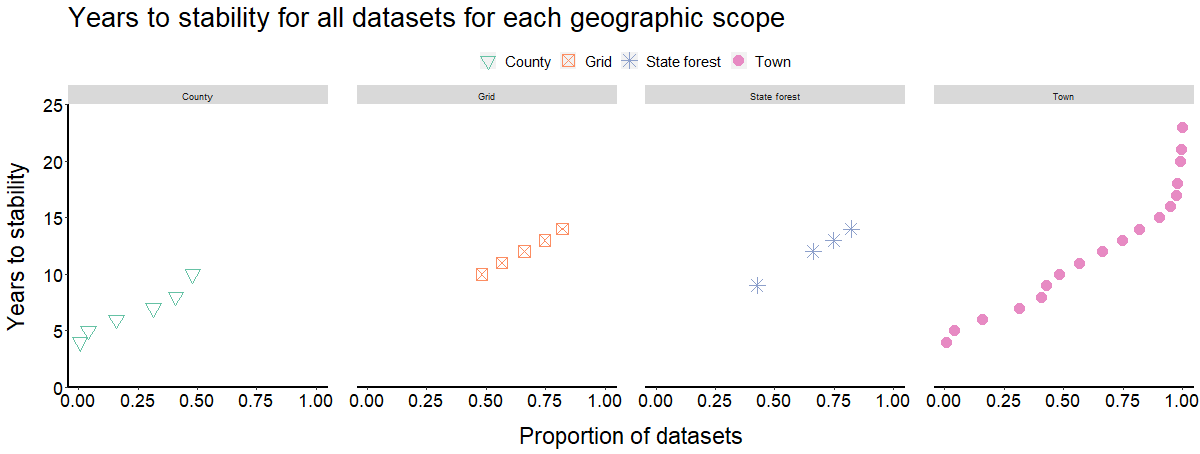 Years to stability for all datasets for each geographic scope
County Grid State forest Town
County Grid State forest Town
Years to stability
25
20
15
10
5
0
0.00 0.25 0.50 0.75 1.00 0.00 0.25 0.50 0.75 1.00 0.00 0.25 0.50 0.75 1.00 0.00 0.25 0.50 0.75 1.00
Proportion of datasets